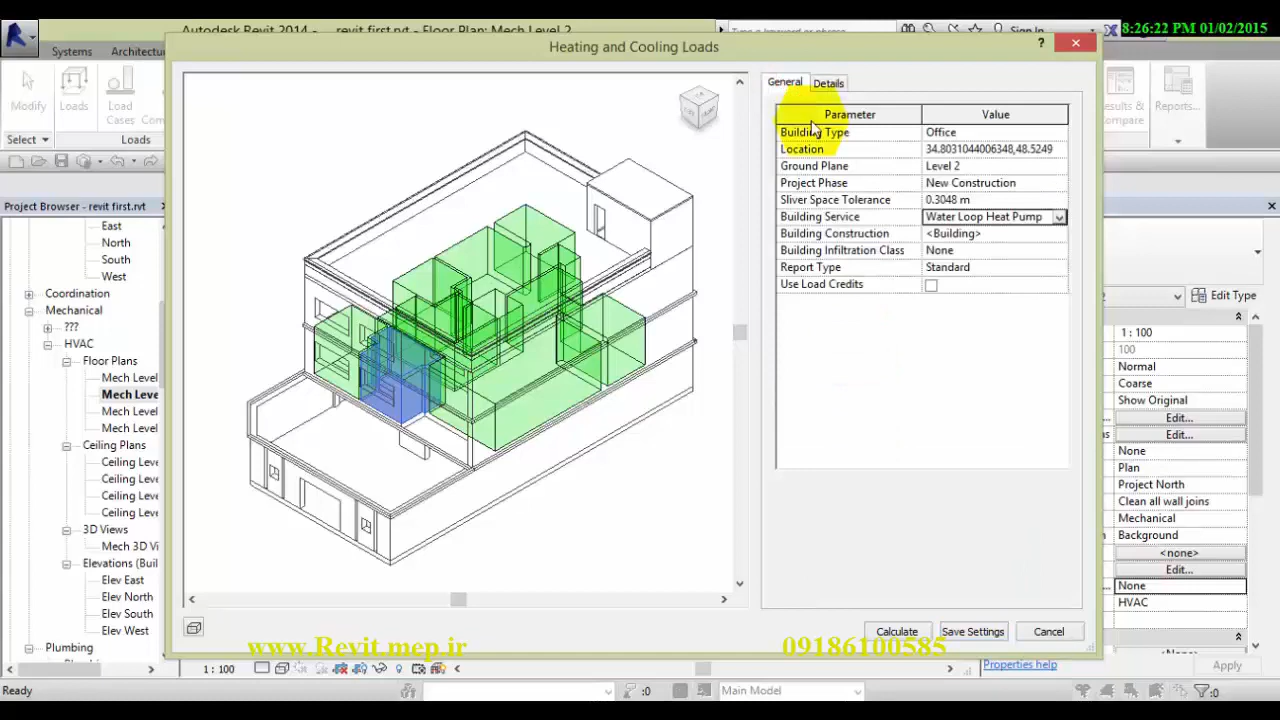 Autodesk Revit 2014 - revit first.rvt - Floor Plan: Mech Level 2
Sign In
8:26:22 PM 01/02/2015
Heating and Cooling Loads
?
Systems
Architectu
Modify
Loads
Load
Cases
Com
Results &
Compare
Reports...
Select
Loads
General
Details
Parameter
Value
Building Type
Office
Location
34.8031044006348,48.5249
Ground Plane
Level 2
Project Phase
New Construction
Sliver Space Tolerance
0.3048 m
Building Service
Water Loop Heat Pump
Building Construction
<Building>
Building Infiltration Class
None
Report Type
Standard
Use Load Credits
Project Browser - revit first.rvt
East
North
South
West
Coordination
Mechanical
???
HVAC
Floor Plans
Mech Level
Mech Leve
Mech Level
Mech Level
Ceiling Plans
Ceiling Leve
Ceiling Leve
Ceiling Leve
Ceiling Leve
3D Views
Mech 3D Vi
Elevations (Buil
Elev East
Elev North
Elev South
Elev West
Plumbing
Edit Type
1 : 100
100
Normal
Coarse
Show Original
Edit...
Edit...
None
Plan
Project North
Clean all wall joins
Mechanical
Background
<none>
Edit...
None
HVAC
Calculate
Save Settings
Cancel
www.Revit mep.ir
09186100585
1 : 100
Properties help
Apply
Ready
:0
Main Model
:0